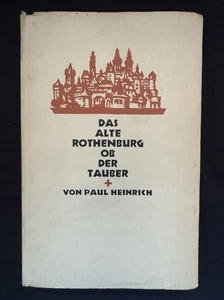 DAS
ALTE
ROTHENBURG
OB
DER
TAUBER
+
VON PAUL HEINRICH